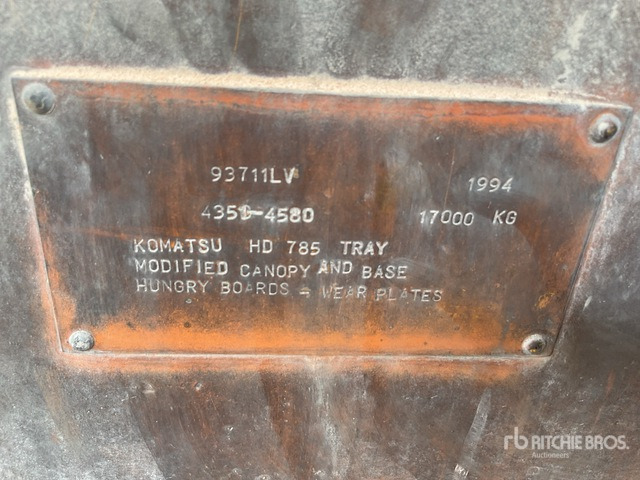 93711LV 1994
17000 KG
KOMATSU HD 785 TRAY
MODIFIED CANOPY AND BASE
HUNGRY BOARDS - WEAR PLATES
rb RITCHIE BROS.
Auctioneers